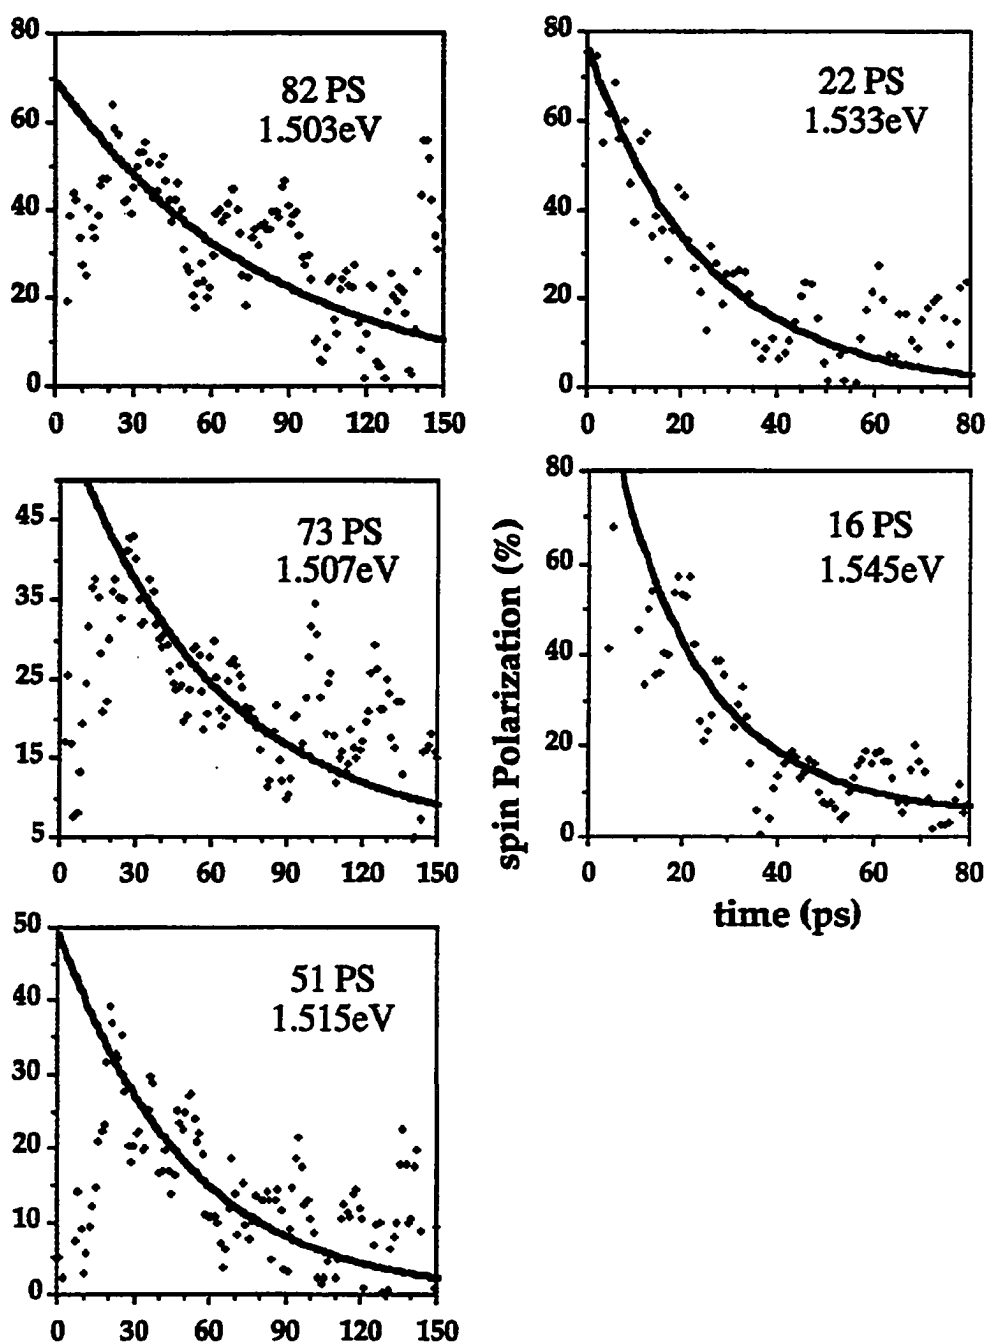 80
60
40
20
0
0 30 60 90 120 150
82 PS
1.503eV
80
60
40
20
0
0 20 40 60 80
22 PS
1.533eV
45
35
25
15
5
0 30 60 90 120 150
73 PS
1.507eV
spin Polarization (%)
80
60
40
20
0
0 20 40 60 80
16 PS
1.545eV
time (ps)
50
40
30
20
10
0
0 30 60 90 120 150
51 PS
1.515eV